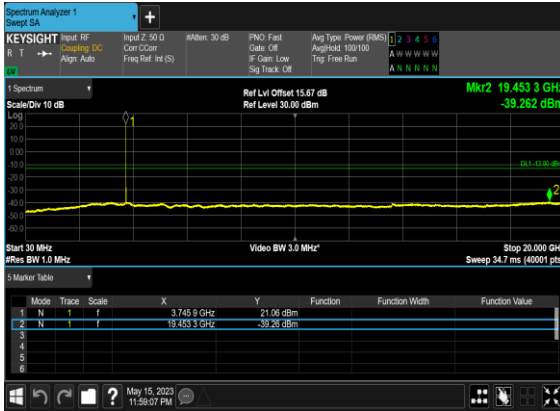 Spectrum Analyzer 1
Swept SA
KEYSIGHT Input: RF Input Z: 50 Ω #Atten: 30 dB PNO: Fast Avg Type: Power (RMS) 1 2 3 4 5 6
R T Coupling: DC Corr CCorr Gate: Off Avg|Hold: 100/100 A W W W W W
Align: Auto Freq Ref: Int (S) IF Gain: Low Trig: Free Run
Sig Track: Off A N N N N N
1 Spectrum Ref Lvl Offset 15.67 dB Mkr2 19.453 3 GHz
Scale/Div 10 dB Ref Level 30.00 dBm -39.262 dBm
Log
20.0 1
10.0
0.00
-10.0 DL1 -13.00 dBm
-20.0
-30.0 2
-40.0
-50.0
-60.0
Start 30 MHz Video BW 3.0 MHz* Stop 20.000 GHz
#Res BW 1.0 MHz Sweep 34.7 ms (40001 pts)
5 Marker Table
Mode Trace Scale X Y Function Function Width Function Value
1 N 1 f 3.745 9 GHz 21.06 dBm
2 N 1 f 19.453 3 GHz -39.26 dBm
3
4
5
6
? May 15, 2023
11:59:07 PM